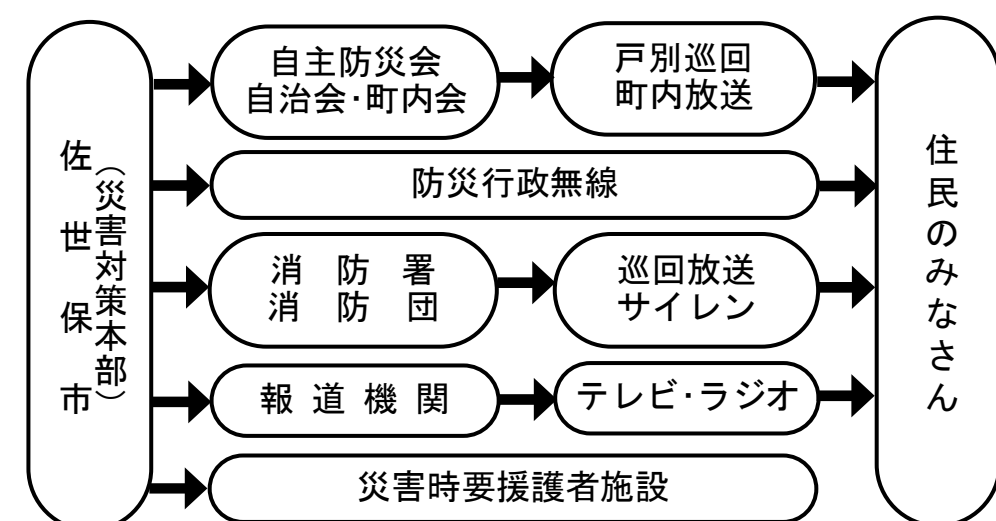 佐世保市
（災害対策本部）
自主防災会
自治会・町内会
戸別巡回
町内放送
防災行政無線
消防署
消防団
巡回放送
サイレン
報道機関
テレビ・ラジオ
災害時要援護者施設
住民のみなさん